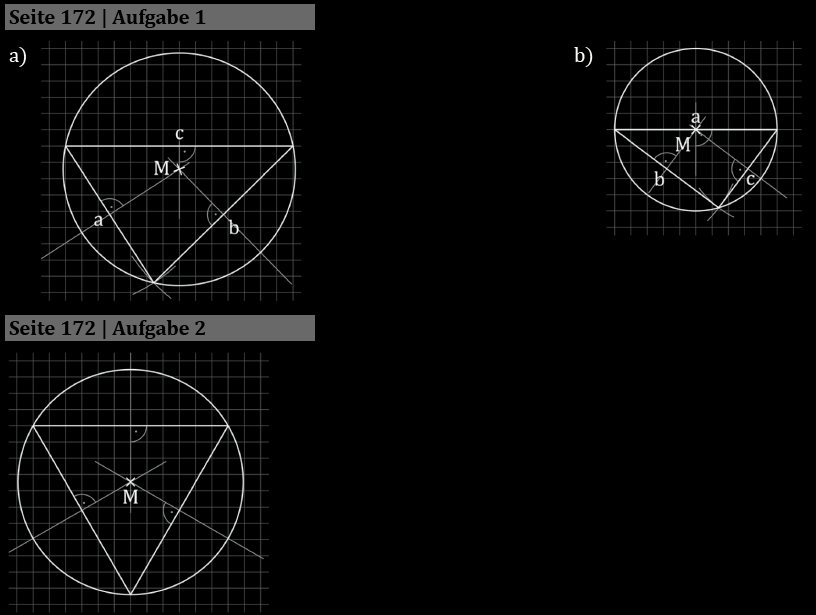 Seite 172 | Aufgabe 1
a)
b)
c
M
a
b
a
M
b
c
Seite 172 | Aufgabe 2
M